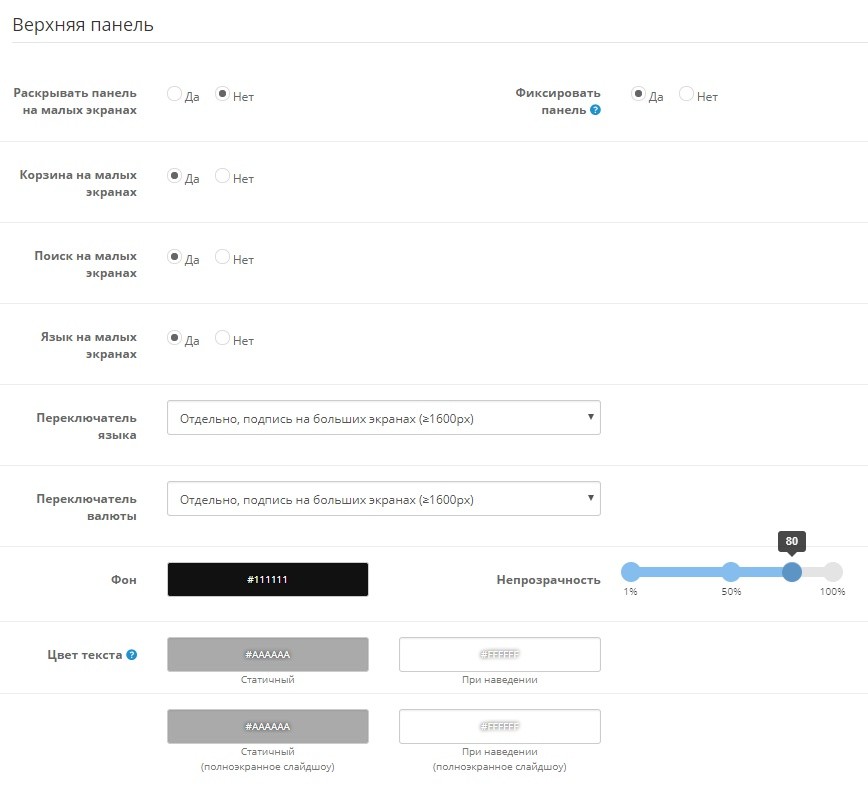 Верхняя панель
Раскрывать панель
на малых экранах
Да
Нет
Фиксировать
панель ?
Да
Нет
Корзина на малых
экранах
Да
Нет
Поиск на малых
экранах
Да
Нет
Язык на малых
экранах
Да
Нет
Переключатель
языка
Отдельно, подпись на больших экранах (≥1600px)
Переключатель
валюты
Отдельно, подпись на больших экранах (≥1600px)
Фон
#111111
Непрозрачность
80
1%
50%
100%
Цвет текста ?
#AAAAAA
Статичный
#FFFFFF
При наведении
#AAAAAA
Статичный
(полноэкранное слайдшоу)
#FFFFFF
При наведении
(полноэкранное слайдшоу)